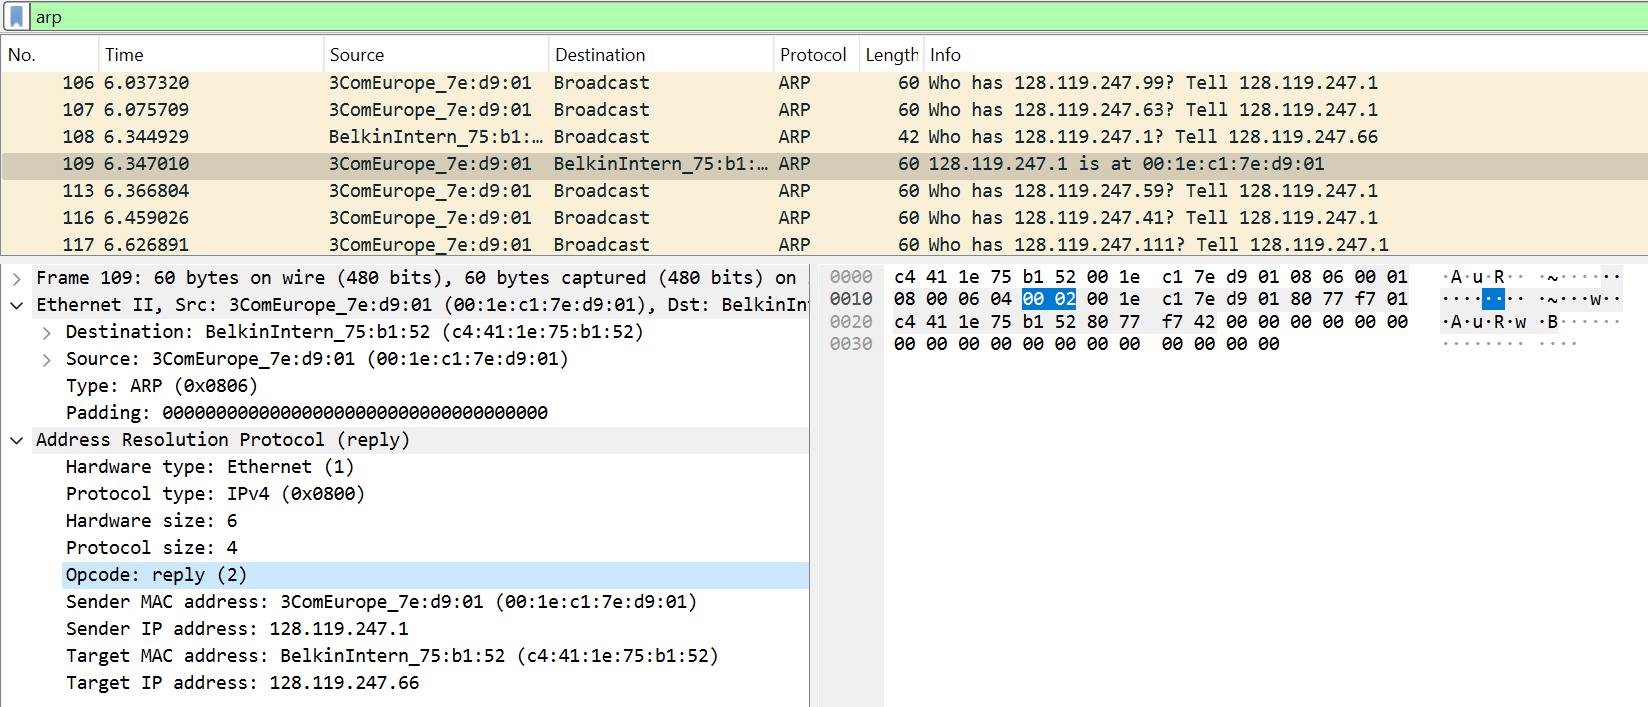 arp
No. Time Source Destination Protocol Length Info
106 6.037320 3ComEurope_7e:d9:01 Broadcast ARP 60 Who has 128.119.247.99? Tell 128.119.247.1
107 6.075709 3ComEurope_7e:d9:01 Broadcast ARP 60 Who has 128.119.247.63? Tell 128.119.247.1
108 6.344929 BelkinIntern_75:b1:… Broadcast ARP 42 Who has 128.119.247.1? Tell 128.119.247.66
109 6.347010 3ComEurope_7e:d9:01 BelkinIntern_75:b1:… ARP 60 128.119.247.1 is at 00:1e:c1:7e:d9:01
113 6.366804 3ComEurope_7e:d9:01 Broadcast ARP 60 Who has 128.119.247.59? Tell 128.119.247.1
116 6.459026 3ComEurope_7e:d9:01 Broadcast ARP 60 Who has 128.119.247.41? Tell 128.119.247.1
117 6.626891 3ComEurope_7e:d9:01 Broadcast ARP 60 Who has 128.119.247.111? Tell 128.119.247.1
Frame 109: 60 bytes on wire (480 bits), 60 bytes captured (480 bits) on
Ethernet II, Src: 3ComEurope_7e:d9:01 (00:1e:c1:7e:d9:01), Dst: BelkinIn
Destination: BelkinIntern_75:b1:52 (c4:41:1e:75:b1:52)
Source: 3ComEurope_7e:d9:01 (00:1e:c1:7e:d9:01)
Type: ARP (0x0806)
Padding: 000000000000000000000000000000000000
Address Resolution Protocol (reply)
Hardware type: Ethernet (1)
Protocol type: IPv4 (0x0800)
Hardware size: 6
Protocol size: 4
Opcode: reply (2)
Sender MAC address: 3ComEurope_7e:d9:01 (00:1e:c1:7e:d9:01)
Sender IP address: 128.119.247.1
Target MAC address: BelkinIntern_75:b1:52 (c4:41:1e:75:b1:52)
Target IP address: 128.119.247.66
0000 c4 41 1e 75 b1 52 00 1e c1 7e d9 01 08 06 00 01 ·A·u·R·· ·~······
0010 08 00 06 04 00 02 00 1e c1 7e d9 01 80 77 f7 01 ········ ·~···w··
0020 c4 41 1e 75 b1 52 80 77 f7 42 00 00 00 00 00 00 ·A·u·R·w ·B······
0030 00 00 00 00 00 00 00 00 00 00 00 00 ········ ····